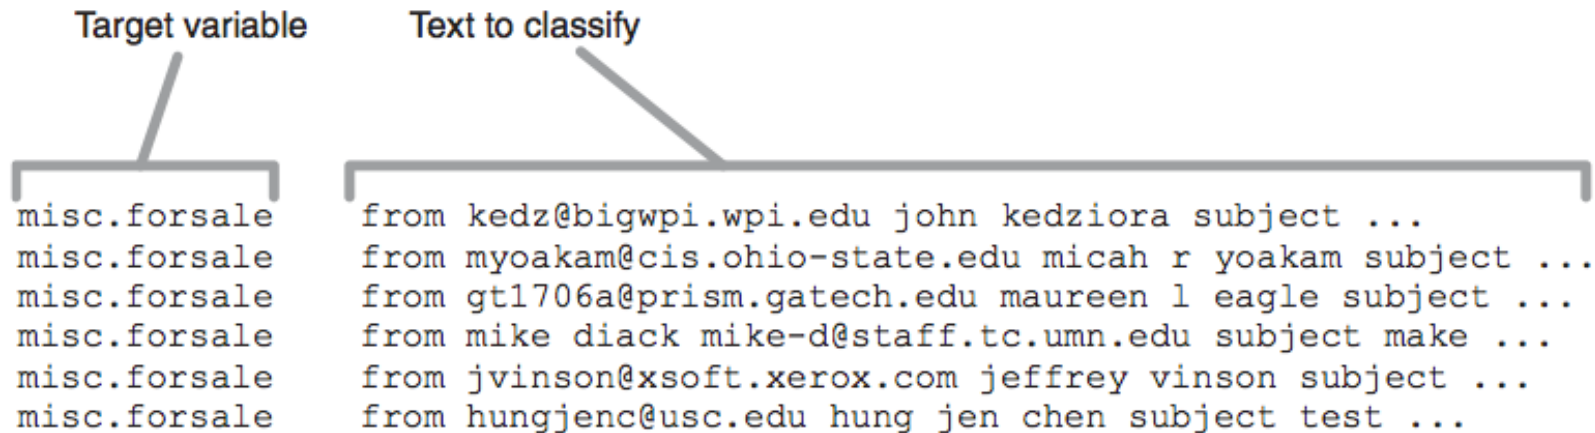 Target variable Text to classify
misc.forsale from kedz@bigwpi.wpi.edu john kedziora subject ...
misc.forsale from myoakam@cis.ohio-state.edu micah r yoakam subject ...
misc.forsale from gt1706a@prism.gatech.edu maureen l eagle subject ...
misc.forsale from mike diack mike-d@staff.tc.umn.edu subject make ...
misc.forsale from jvinson@xsoft.xerox.com jeffrey vinson subject ...
misc.forsale from hungjenc@usc.edu hung jen chen subject test ...